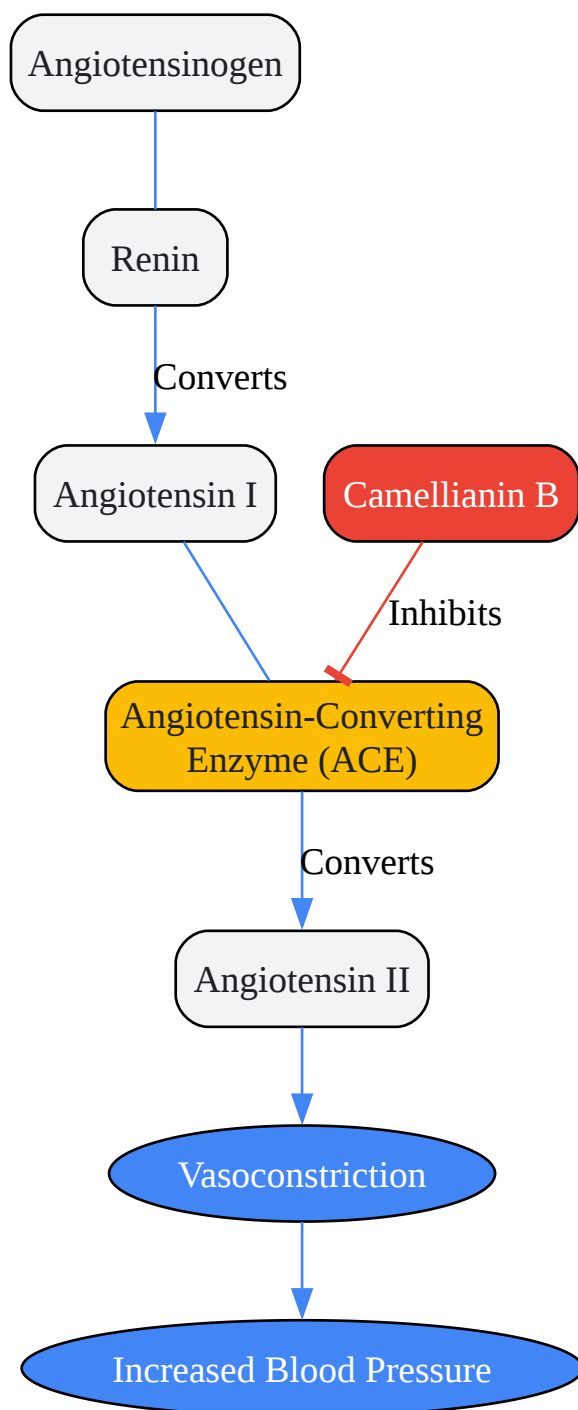 Angiotensinogen
Renin
Converts
Angiotensin I
Camellianin B
Inhibits
Angiotensin-Converting
Enzyme (ACE)
Converts
Angiotensin II
Vasoconstriction
Increased Blood Pressure